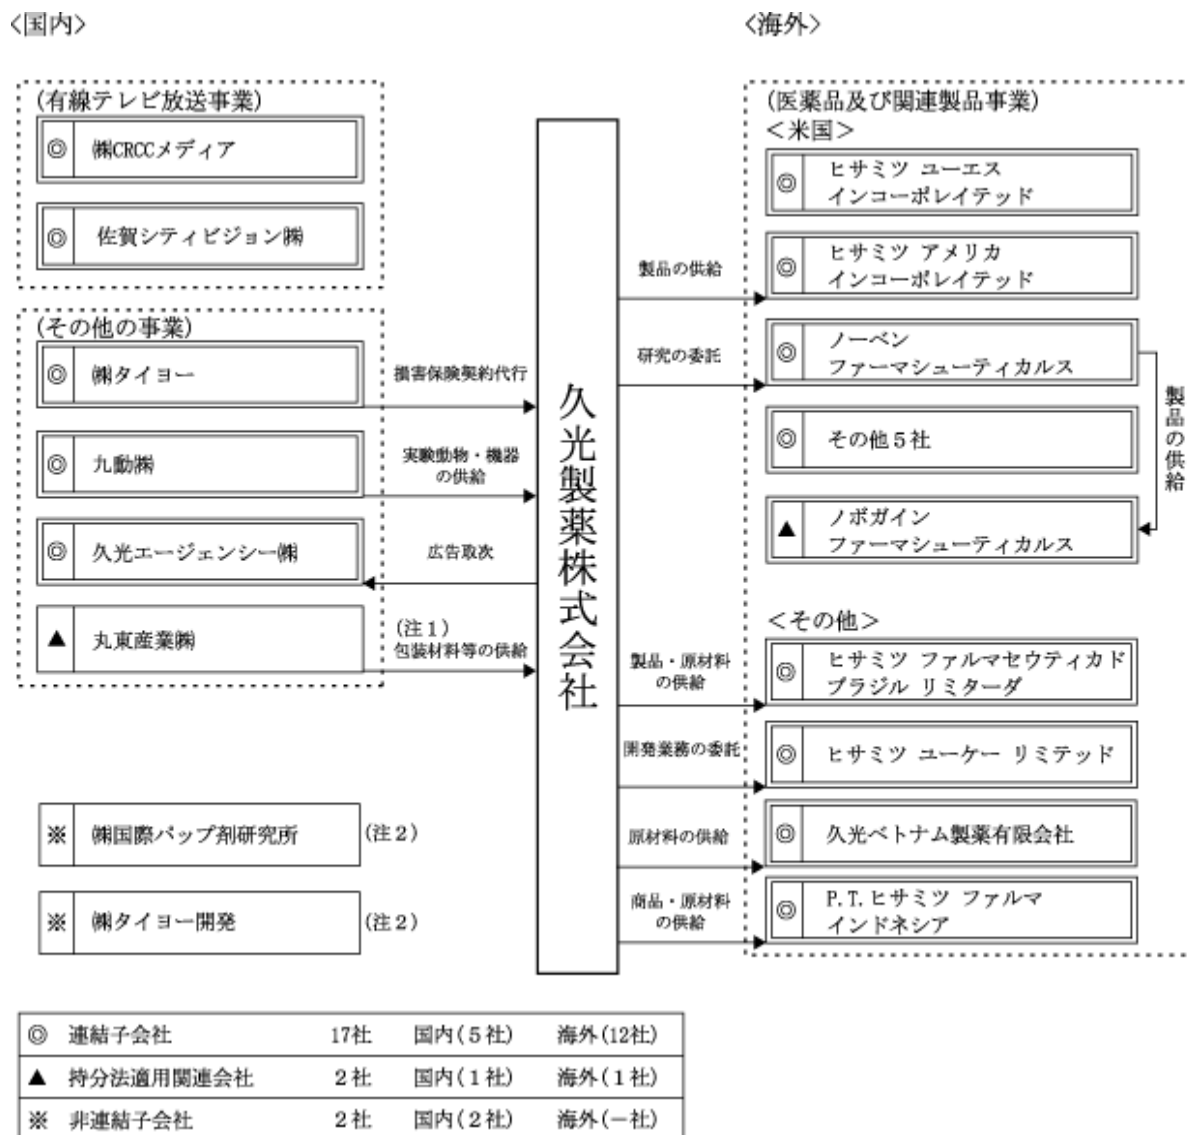 <国内>
(有線テレビ放送事業)
◎ ㈱CRCCメディア
◎ 佐賀シティビジョン㈱
(その他の事業)
◎ ㈱タイヨー
◎ 九動㈱
◎ 久光エージェンシー㈱
▲ 丸東産業㈱
※ ㈱国際パップ剤研究所 (注2)
※ ㈱タイヨー開発 (注2)
損害保険契約代行
実験動物・機器
の供給
広告取次
(注1)
包装材料等の供給
久光製薬株式会社
製品の供給
研究の委託
製品・原材料
の供給
開発業務の委託
原材料の供給
商品・原材料
の供給
<海外>
(医薬品及び関連製品事業)
<米国>
◎ ヒサミツ ユーエス
インコーポレイテッド
◎ ヒサミツ アメリカ
インコーポレイテッド
◎ ノーベン
ファーマシューティカルス
◎ その他5社
▲ ノボガイン
ファーマシューティカルス
製品の供給
<その他>
◎ ヒサミツ ファルマセウティカド
ブラジル リミターダ
◎ ヒサミツ ユーケー リミテッド
◎ 久光ベトナム製薬有限会社
◎ P.T.ヒサミツ ファルマ
インドネシア
◎ 連結子会社 17社 国内(5社) 海外(12社)
▲ 持分法適用関連会社 2社 国内(1社) 海外(1社)
※ 非連結子会社 2社 国内(2社) 海外(－社)